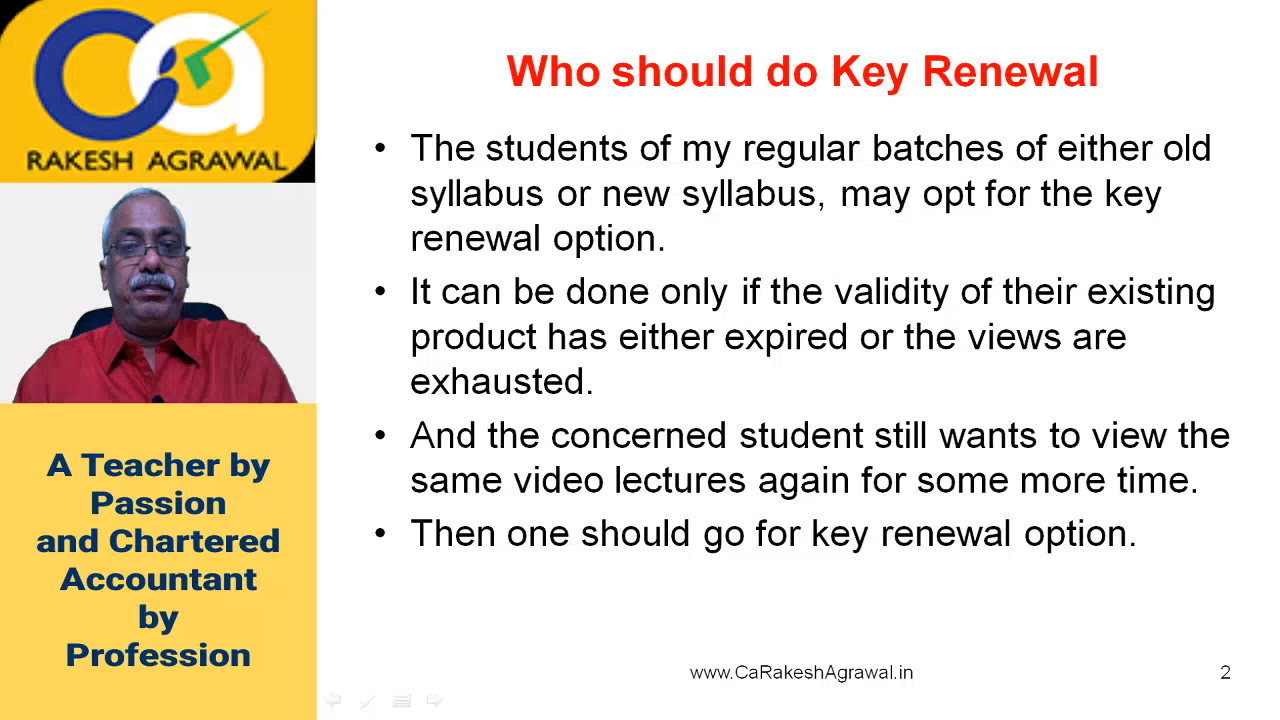 ca
RAKESH AGRAWAL
A Teacher by
Passion
and Chartered
Accountant
by
Profession
Who should do Key Renewal
• The students of my regular batches of either old
syllabus or new syllabus, may opt for the key
renewal option.
• It can be done only if the validity of their existing
product has either expired or the views are
exhausted.
• And the concerned student still wants to view the
same video lectures again for some more time.
• Then one should go for key renewal option.
www.CaRakeshAgrawal.in
2